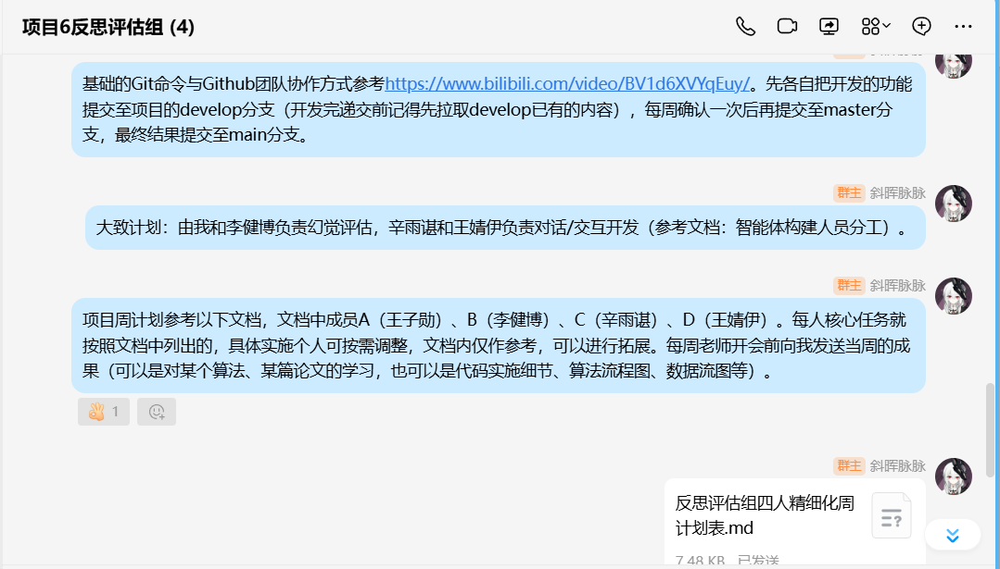 项目6反思评估组 (4)
基础的Git命令与Github团队协作方式参考https://www.bilibili.com/video/BV1d6XVYqEuy/。先各自把开发的功能
提交至项目的develop分支（开发完递交前记得先拉取develop已有的内容），每周确认一次后再提交至master分
支，最终结果提交至main分支。
群主 斜晖脉脉
大致计划：由我和李健博负责幻觉评估，辛雨谌和王婧伊负责对话/交互开发（参考文档：智能体构建人员分工）。
群主 斜晖脉脉
项目周计划参考以下文档，文档中成员A（王子勋）、B（李健博）、C（辛雨谌）、D（王婧伊）。每人核心任务就
按照文档中列出的，具体实施个人可按需调整，文档内仅作参考，可以进行拓展。每周老师开会前向我发送当周的成
果（可以是对某个算法、某篇论文的学习，也可以是代码实施细节、算法流程图、数据流图等）。
1
群主 斜晖脉脉
反思评估组四人精细化周
计划表.md
7.48 KB 已发送